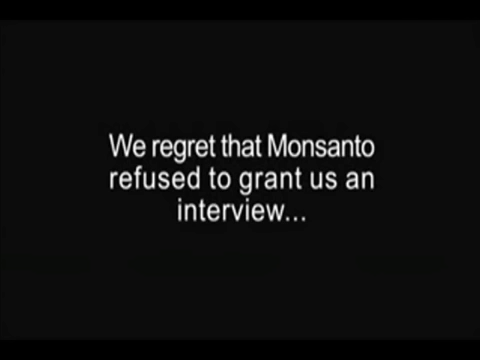 We regret that Monsanto
refused to grant us an
interview...